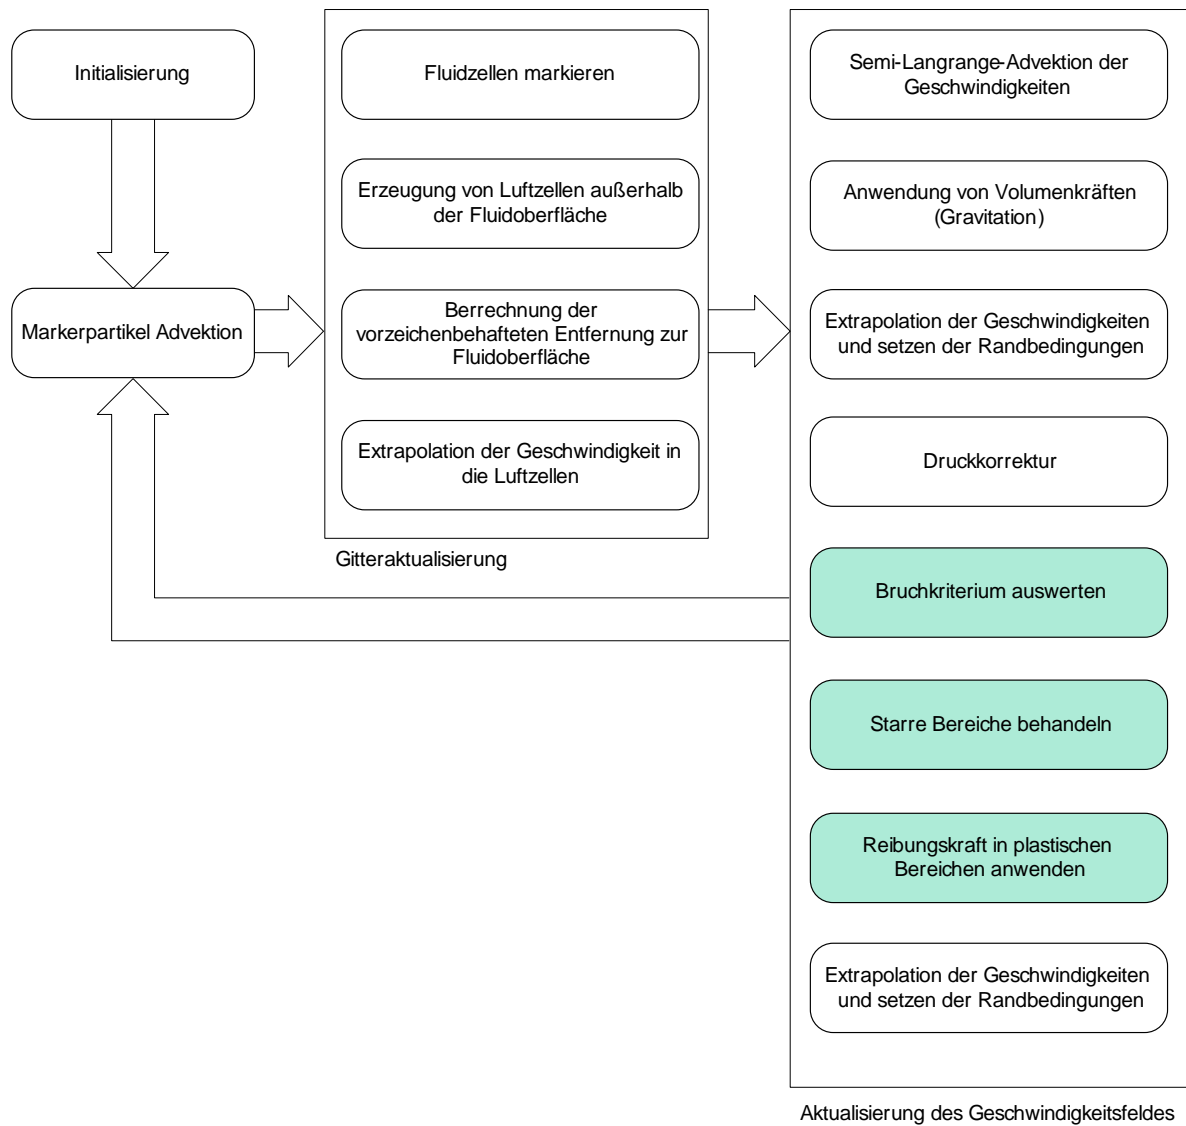 Initialisierung
Markerpartikel Advektion
Fluidzellen markieren
Erzeugung von Luftzellen außerhalb
der Fluidoberfläche
Berrechnung der
vorzeichenbehafteten Entfernung zur
Fluidoberfläche
Extrapolation der Geschwindigkeit in
die Luftzellen
Gitteraktualisierung
Semi-Langrange-Advektion der
Geschwindigkeiten
Anwendung von Volumenkräften
(Gravitation)
Extrapolation der Geschwindigkeiten
und setzen der Randbedingungen
Druckkorrektur
Bruchkriterium auswerten
Starre Bereiche behandeln
Reibungskraft in plastischen
Bereichen anwenden
Extrapolation der Geschwindigkeiten
und setzen der Randbedingungen
Aktualisierung des Geschwindigkeitsfeldes